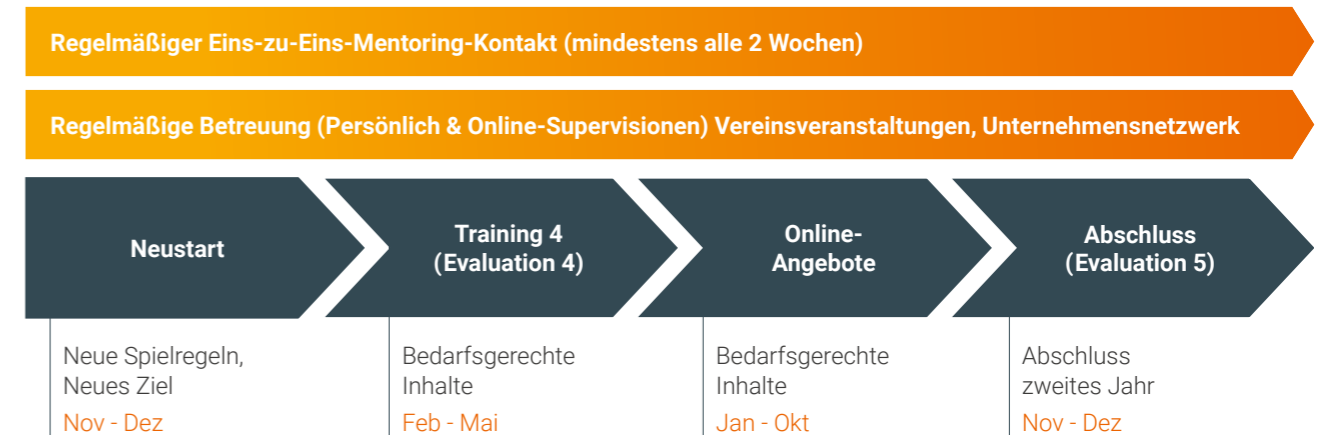 Regelmäßiger Eins-zu-Eins-Mentoring-Kontakt (mindestens alle 2 Wochen)
Regelmäßige Betreuung (Persönlich & Online-Supervisionen) Vereinsveranstaltungen, Unternehmensnetzwerk
Neustart
Training 4
(Evaluation 4)
Online-
Angebote
Abschluss
(Evaluation 5)
Neue Spielregeln,
Neues Ziel
Nov - Dez
Bedarfsgerechte
Inhalte
Feb - Mai
Bedarfsgerechte
Inhalte
Jan - Okt
Abschluss
zweites Jahr
Nov - Dez